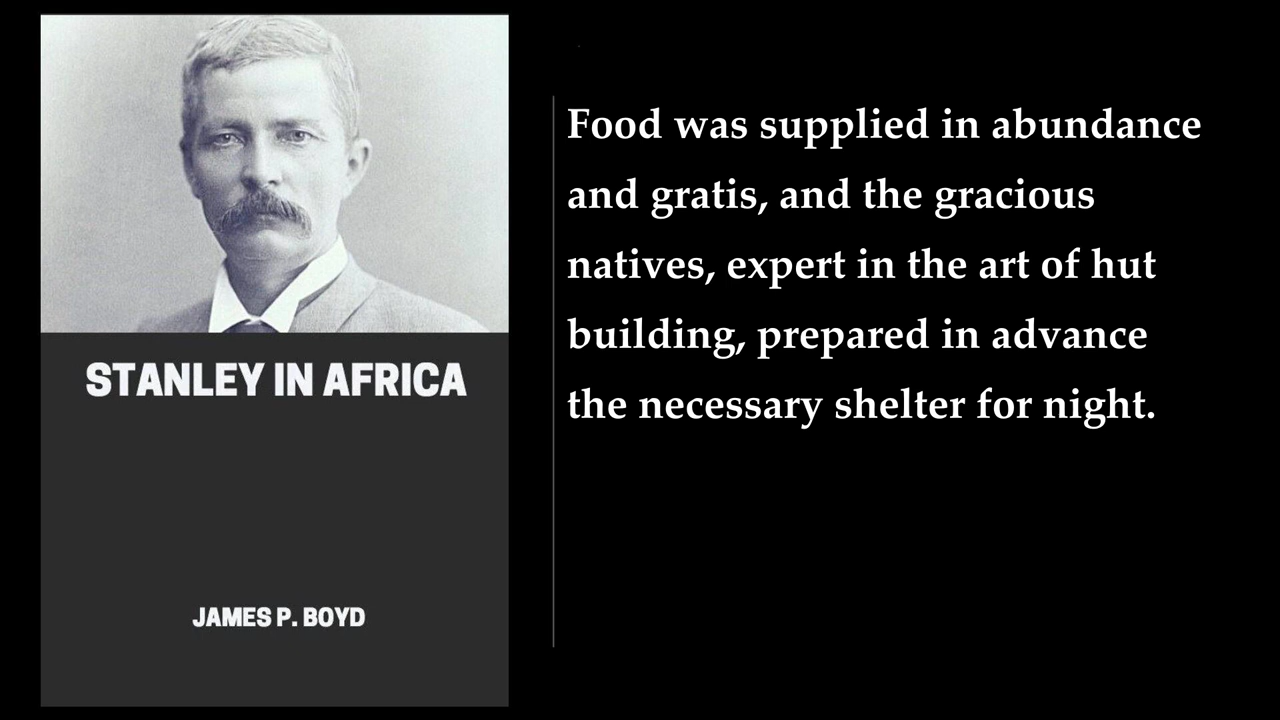 STANLEY IN AFRICA
JAMES P. BOYD
Food was supplied in abundance
and gratis, and the gracious
natives, expert in the art of hut
building, prepared in advance
the necessary shelter for night.